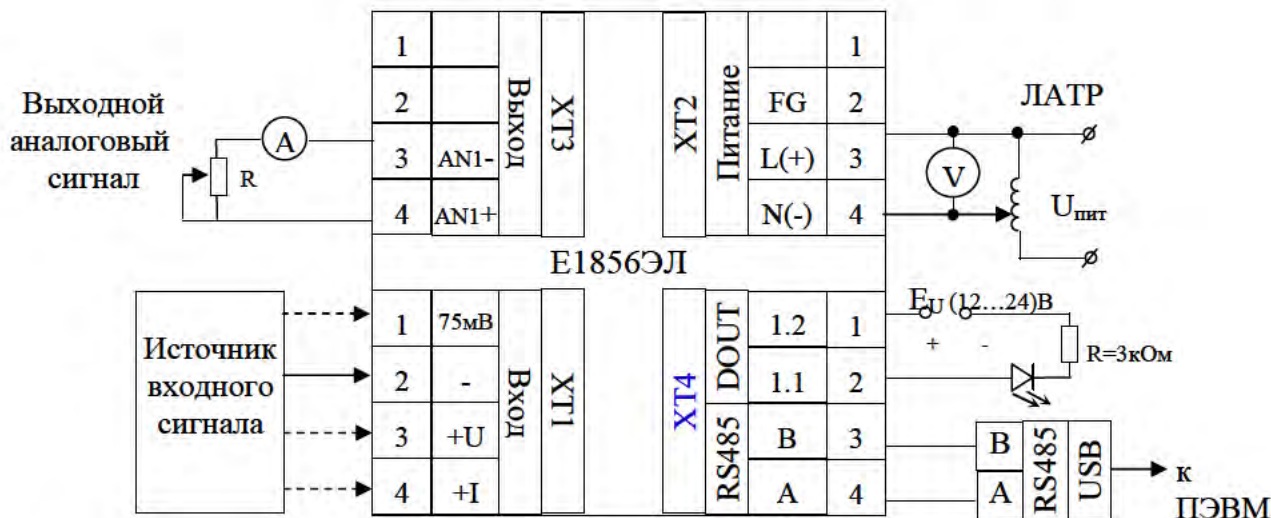 Выходной
аналоговый
сигнал
A
R
1
2
3 AN1-
4 AN1+
Выход
XT3
XT2
Питание
1
FG 2
L(+) 3
N(-) 4
ЛАТР
V
Uпит
Е1856ЭЛ
Источник
входного
сигнала
1 75мВ
2 -
3 +U
4 +I
Вход
XT1
XT4
DOUT
RS485
1.2 1
1.1 2
B 3
A 4
EU (12...24)В
+ -
R=3кОм
B
A
RS485
USB
к
ПЭВМ